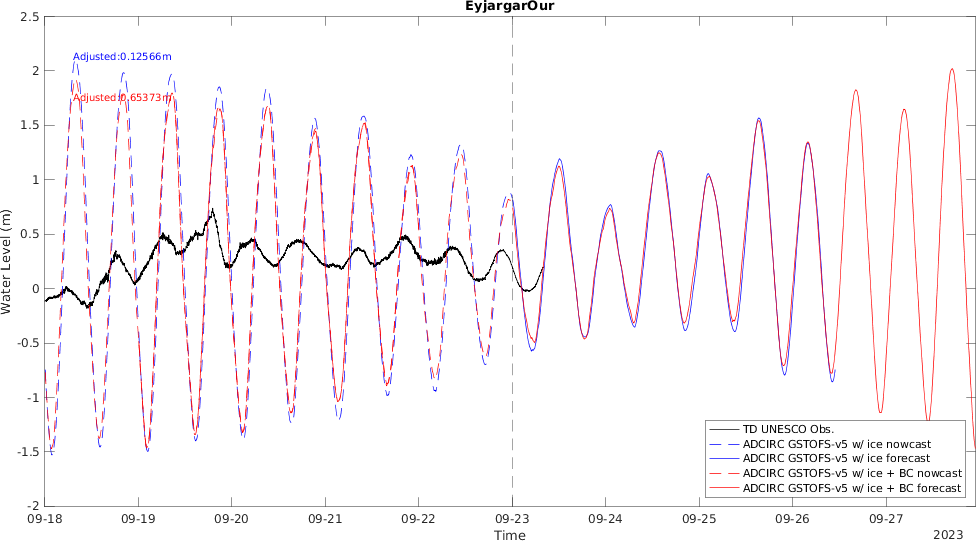 EyjargarOur
Water Level (m)
2.5
2
1.5
1
0.5
0
-0.5
-1
-1.5
-2
Adjusted:0.12566m
Adjusted:0.65373m
TD UNESCO Obs.
ADCIRC GSTOFS-v5 w/ ice nowcast
ADCIRC GSTOFS-v5 w/ ice forecast
ADCIRC GSTOFS-v5 w/ ice + BC nowcast
ADCIRC GSTOFS-v5 w/ ice + BC forecast
09-18 09-19 09-20 09-21 09-22 09-23 09-24 09-25 09-26 09-27
Time
2023